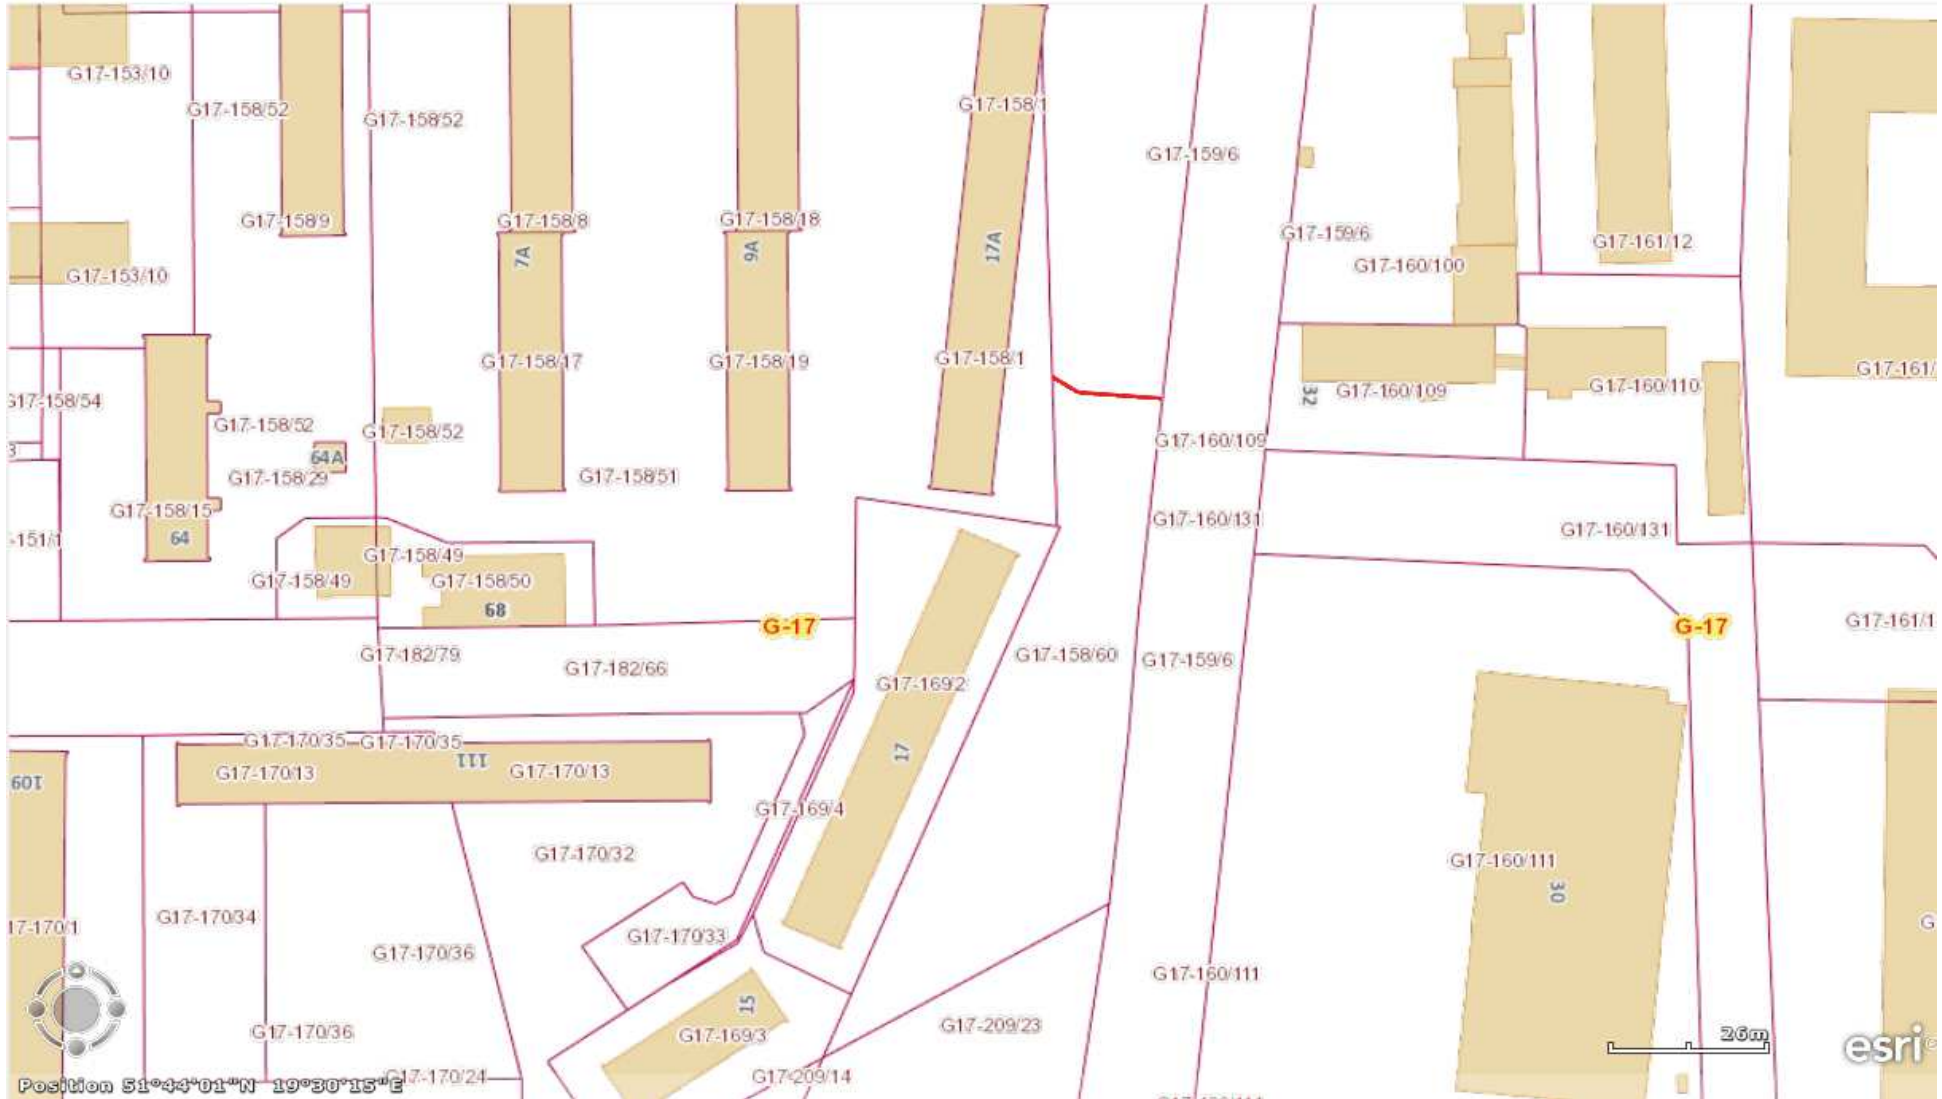 G17-153/10
G17-158/52
G17-158/52
G17-158/1
G17-159/6
G17-158/9
G17-158/8
G17-158/18
G17-159/6
G17-161/12
7A
9A
17A
G17-153/10
G17-160/100
G17-158/17
G17-158/19
G17-158/1
G17-161/
G17-160/109
G17-160/110
32
G17-158/54
G17-158/52
G17-158/52
G17-160/109
64A
G17-158/29
G17-158/51
G17-158/15
64
G17-160/131
G17-160/131
-151/1
G17-158/49
G17-158/49
G17-158/50
68
G-17
G-17
G17-161/1
G17-182/79
G17-182/66
G17-158/60
G17-159/6
G17-169/2
G17-170/35
G17-170/35
17
111
G17-170/13
G17-170/13
109
G17-169/4
G17-170/32
G17-160/111
30
17-170/1
G17-170/34
G17-170/33
G
G17-170/36
G17-160/111
15
G17-170/36
G17-169/3
G17-209/23
26m
esri
G17-170/24
G17-209/14
Position 51°44'01"N 19°30'15"E